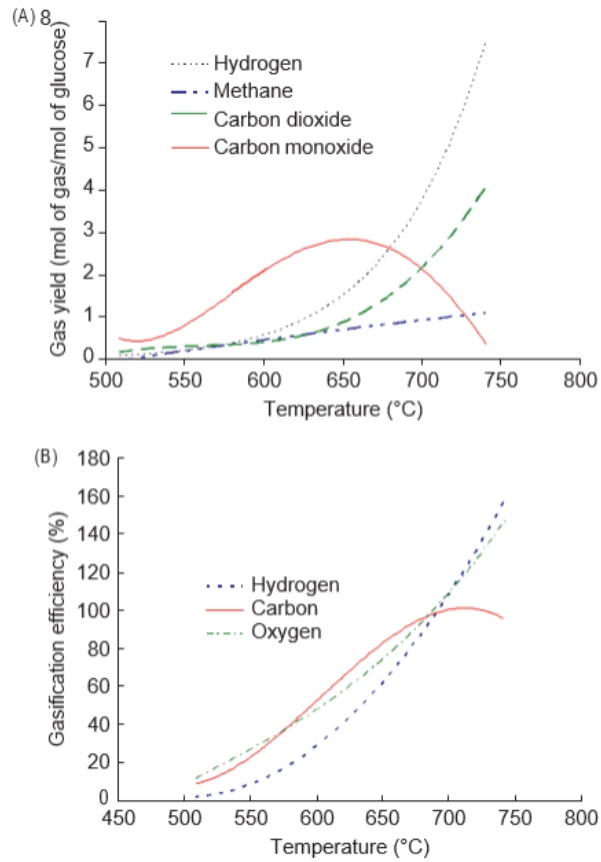 (A)
8
7
6
5
4
3
2
1
0
Gas yield (mol of gas/mol of glucose)
Hydrogen
Methane
Carbon dioxide
Carbon monoxide
500 550 600 650 700 750 800
Temperature (°C)
(B)
180
160
140
120
100
80
60
40
20
0
Gasification efficiency (%)
Hydrogen
Carbon
Oxygen
450 500 550 600 650 700 750 800
Temperature (°C)